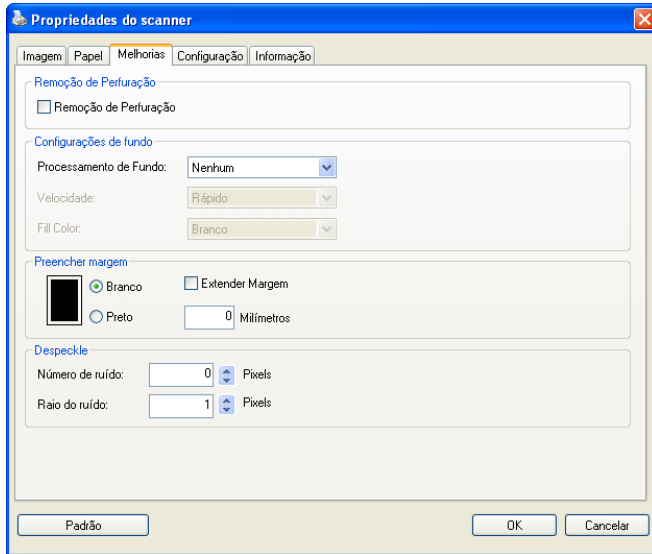 Propriedades do scanner
Imagem Papel Melhorias Configuração Informação
Remoção de Perfuração
Remoção de Perfuração
Configurações de fundo
Processamento de Fundo: Nenhum
Velocidade: Rápido
Fill Color: Branco
Preencher margem
Branco Extender Margem
Preto 0 Milímetros
Despeckle
Número de ruído: 0 Pixels
Raio do ruído: 1 Pixels
Padrão OK Cancelar